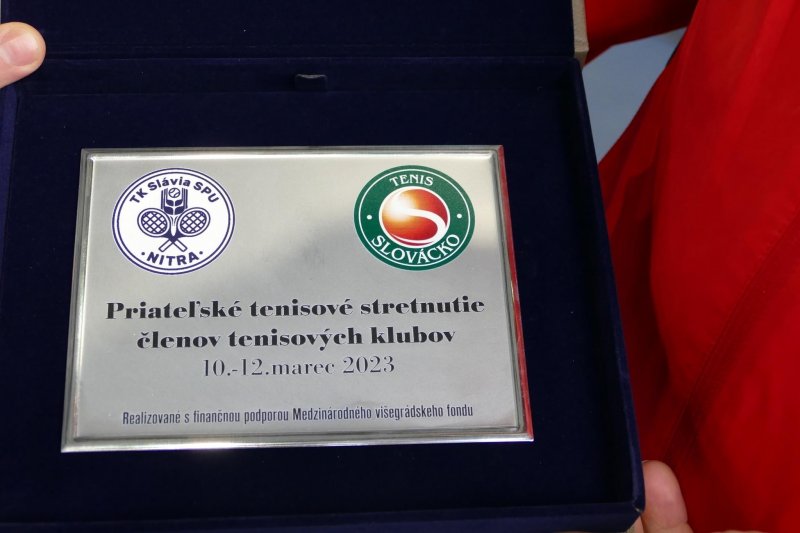 TK Slávia SPU
· NITRA ·
TENIS
· SLOVÁCKO ·
Priateľské tenisové stretnutie
členov tenisových klubov
10.-12.marec 2023
Realizované s finančnou podporou Medzinárodného višegrádskeho fondu